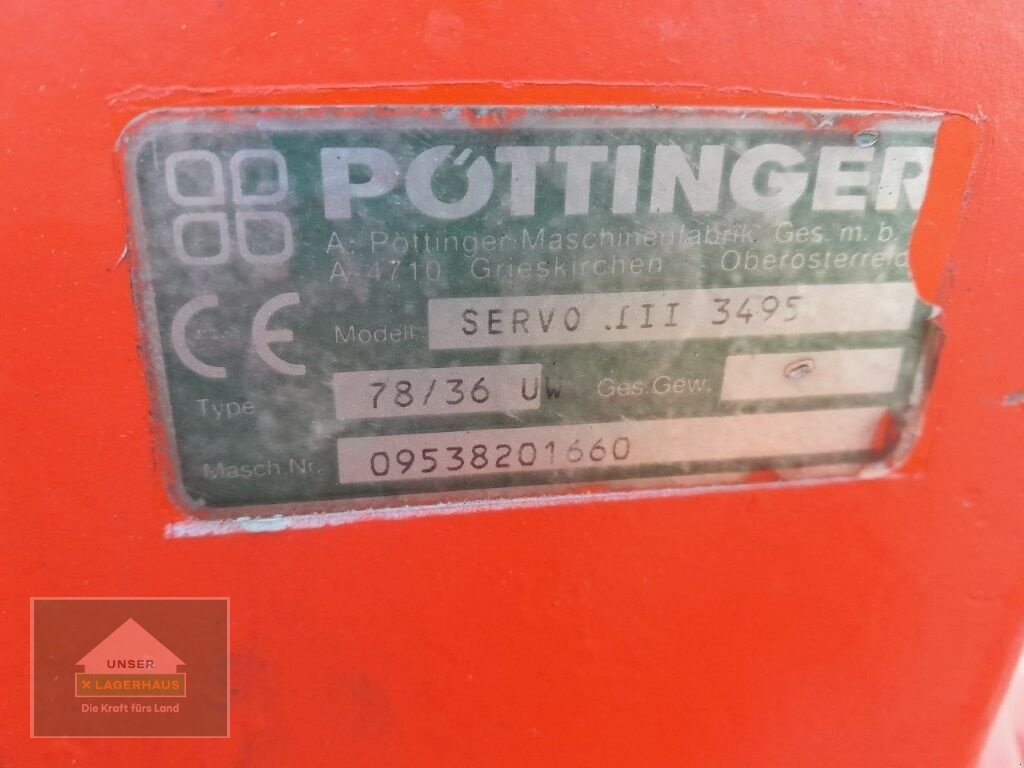 PÖTTINGER
A. Pöttinger Maschinenfabrik Ges. m. b.
A-4710 Grieskirchen Oberösterreich
CE
Modell SERVO III 3495
Type 78/36 UW Ges.Gew.
Masch.Nr. 09538201660
UNSER
X LAGERHAUS
Die Kraft fürs Land